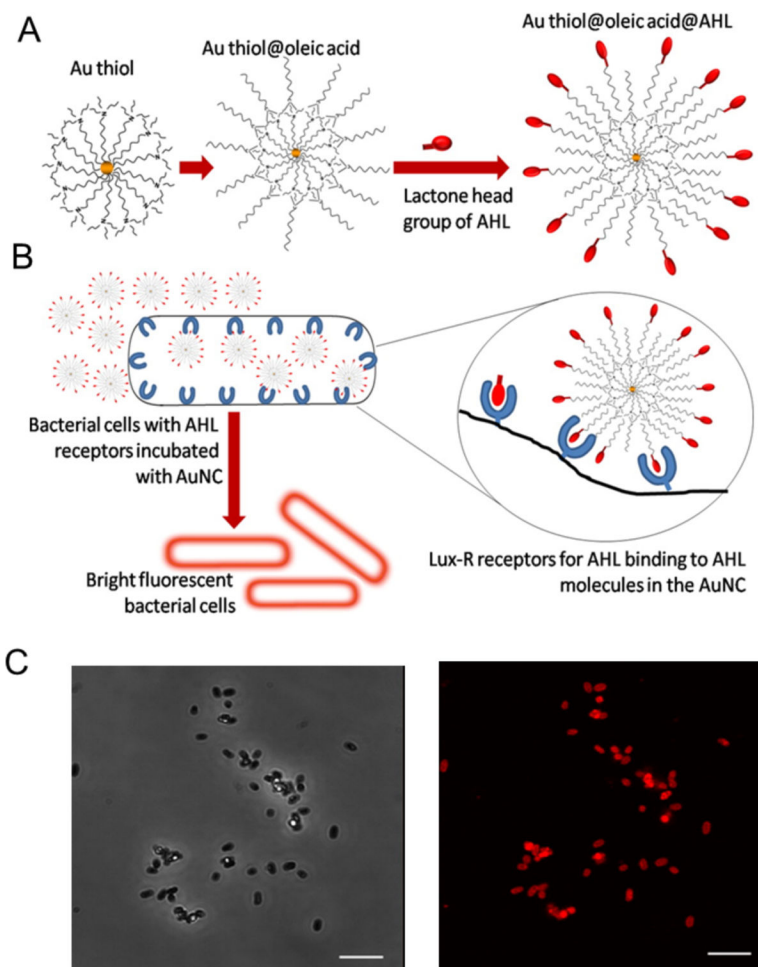 A
Au thiol
Au thiol@oleic acid
Au thiol@oleic acid@AHL
Lactone head
group of AHL
B
Bacterial cells with AHL
receptors incubated
with AuNC
Bright fluorescent
bacterial cells
Lux-R receptors for AHL binding to AHL
molecules in the AuNC
C